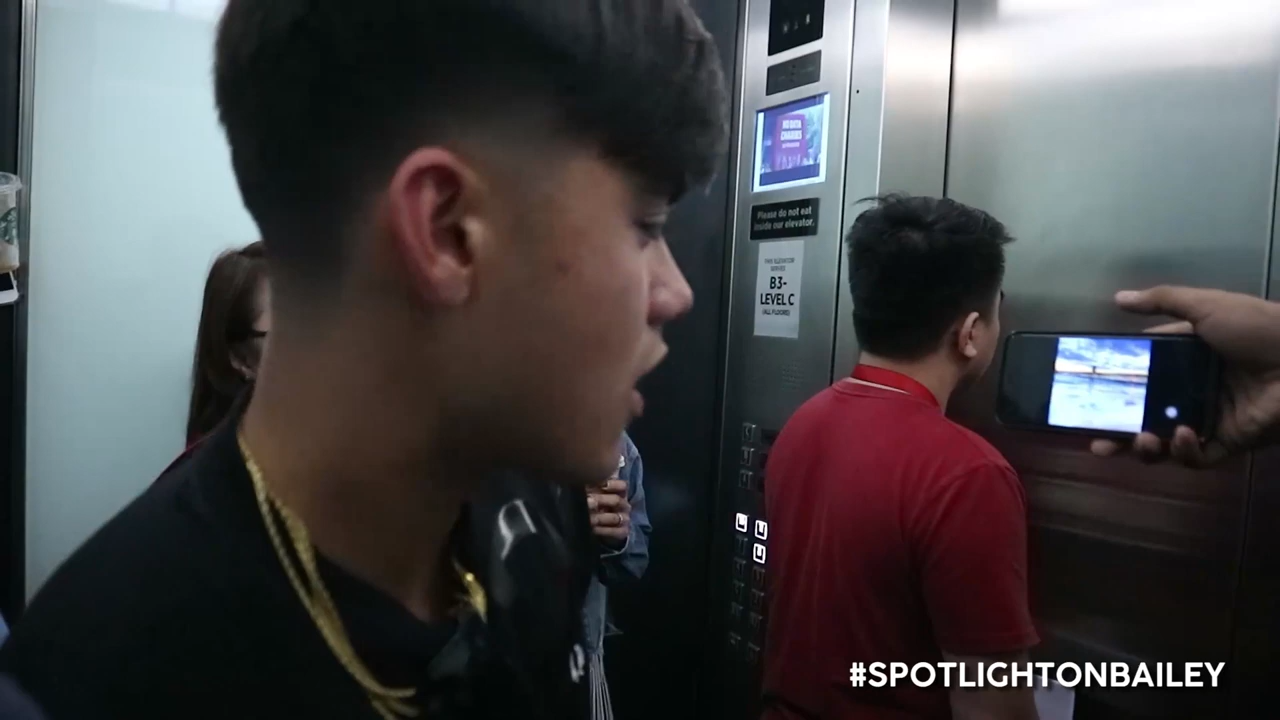 NO DATA
CHARGES
Please do not eat
inside our elevator.
THIS ELEVATOR
SERVES
B3-
LEVEL C
(ALL FLOORS)
#SPOTLIGHTONBAILEY